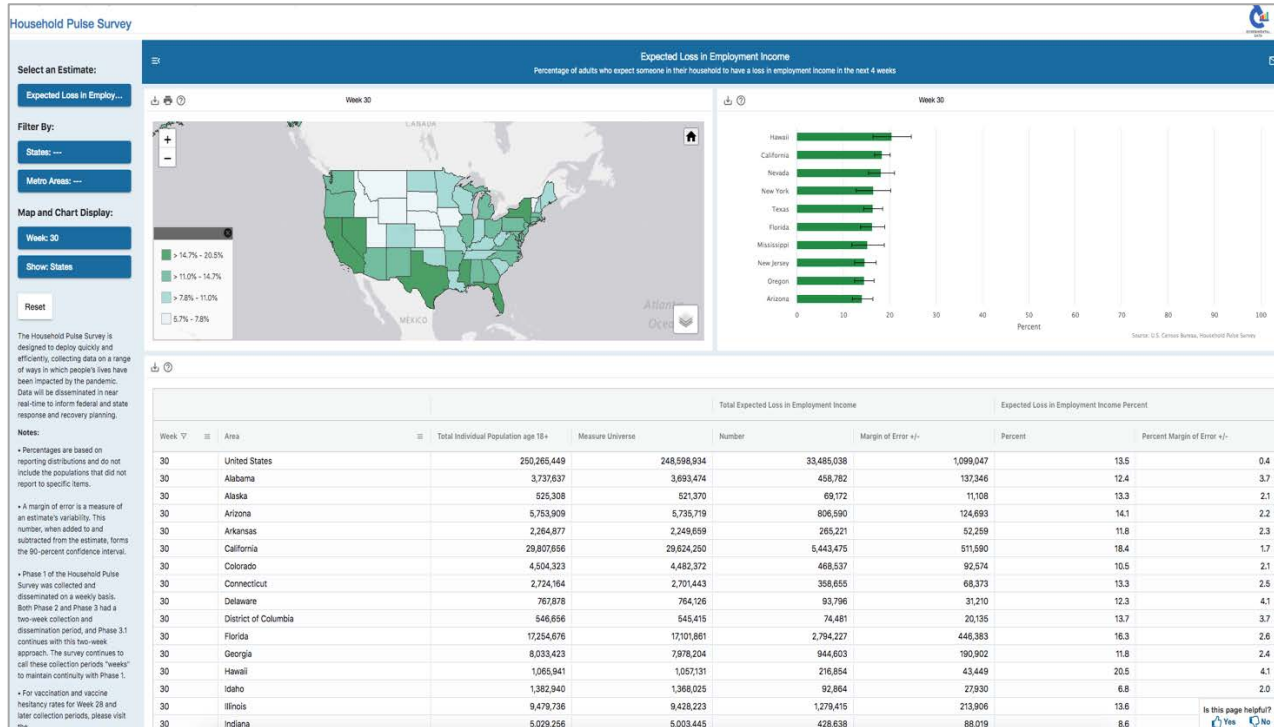 Household Pulse Survey
Select an Estimate:
Expected Loss in Employ...
Filter By:
States: ---
Metro Areas: ---
Map and Chart Display:
Week: 30
Show: States
Reset
The Household Pulse Survey is
designed to deploy quickly and
efficiently, collecting data on a range
of ways in which people's lives have
been impacted by the pandemic.
Data will be disseminated in near
real-time to inform federal and state
response and recovery planning.
Notes:
• Percentages are based on
reporting distributions and do not
include the populations that did not
report to specific items.
• A margin of error is a measure of
an estimate's variability. This
number, when added to and
subtracted from the estimate, forms
the 90-percent confidence interval.
• Phase 1 of the Household Pulse
Survey was collected and
disseminated on a weekly basis.
Both Phase 2 and Phase 3 had a
two-week collection and
dissemination period, and Phase 3.1
continues with this two-week
approach. The survey continues to
call these collection periods "weeks"
to maintain continuity with Phase 1.
• For vaccination and vaccine
hesitancy rates for Week 28 and
later collection periods, please visit
the
Expected Loss in Employment Income
Percentage of adults who expect someone in their household to have a loss in employment income in the next 4 weeks
Week 30
+
−
CANADA
MÉXICO
Atlantic
Ocea
> 14.7% - 20.5%
> 11.0% - 14.7%
> 7.8% - 11.0%
5.7% - 7.8%
Week 30
Hawaii
California
Nevada
New York
Texas
Florida
Mississippi
New Jersey
Oregon
Arizona
0 10 20 30 40 50 60 70 80 90 100
Percent
Source: U.S. Census Bureau, Household Pulse Survey
Total Expected Loss in Employment Income Expected Loss in Employment Income Percent
Week Area Total Individual Population age 18+ Measure Universe Number Margin of Error +/- Percent Percent Margin of Error +/-
30 United States 250,265,449 248,598,934 33,485,038 1,099,047 13.5 0.4
30 Alabama 3,737,637 3,693,474 458,782 137,346 12.4 3.7
30 Alaska 525,308 521,370 69,172 11,108 13.3 2.1
30 Arizona 5,753,909 5,735,719 806,590 124,693 14.1 2.2
30 Arkansas 2,264,877 2,249,659 265,221 52,259 11.8 2.3
30 California 29,807,656 29,624,250 5,443,475 511,590 18.4 1.7
30 Colorado 4,504,323 4,482,372 468,537 92,574 10.5 2.1
30 Connecticut 2,724,164 2,701,443 358,655 68,373 13.3 2.5
30 Delaware 767,878 764,126 93,796 31,210 12.3 4.1
30 District of Columbia 546,656 545,415 74,481 20,135 13.7 3.7
30 Florida 17,254,676 17,101,861 2,794,227 446,383 16.3 2.6
30 Georgia 8,033,423 7,978,204 944,603 190,902 11.8 2.4
30 Hawaii 1,065,941 1,057,131 216,854 43,449 20.5 4.1
30 Idaho 1,382,940 1,368,025 92,864 27,930 6.8 2.0
30 Illinois 9,479,736 9,428,223 1,279,415 213,906 13.6
30 Indiana 5,029,256 5,003,445 428,638 88,019 8.6
Is this page helpful?
Yes No